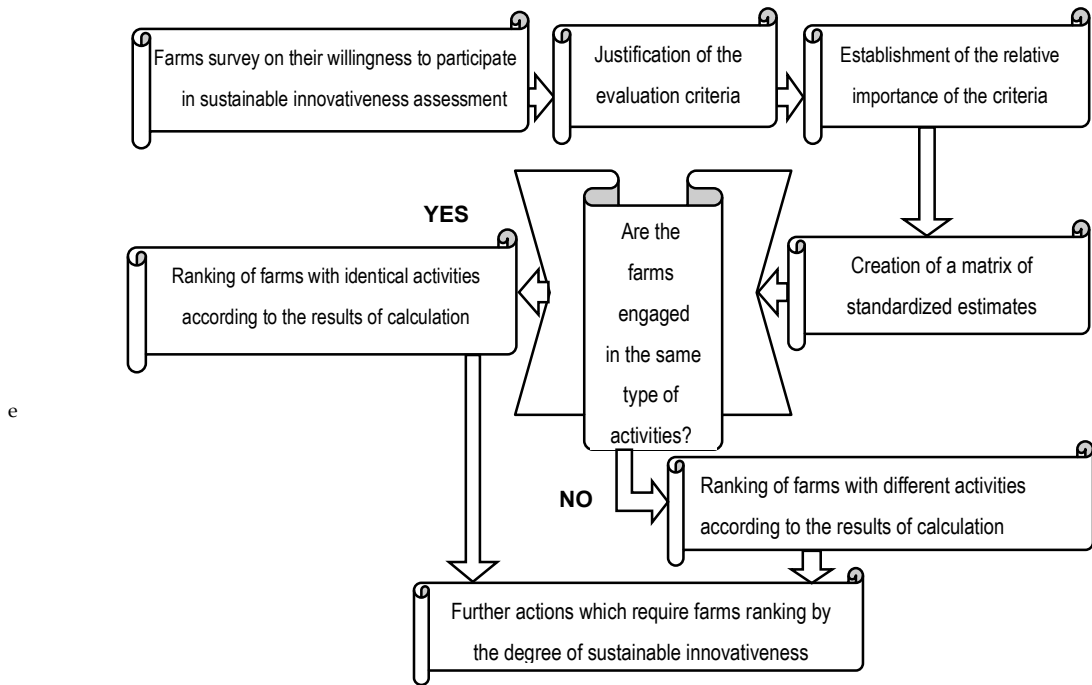 Farms survey on their willingness to participate
in sustainable innovativeness assessment
Justification of the
evaluation criteria
Establishment of the relative
importance of the criteria
Creation of a matrix of
standardized estimates
Are the
farms
engaged
in the same
type of
activities?
YES
Ranking of farms with identical activities
according to the results of calculation
e
NO
Ranking of farms with different activities
according to the results of calculation
Further actions which require farms ranking by
the degree of sustainable innovativeness